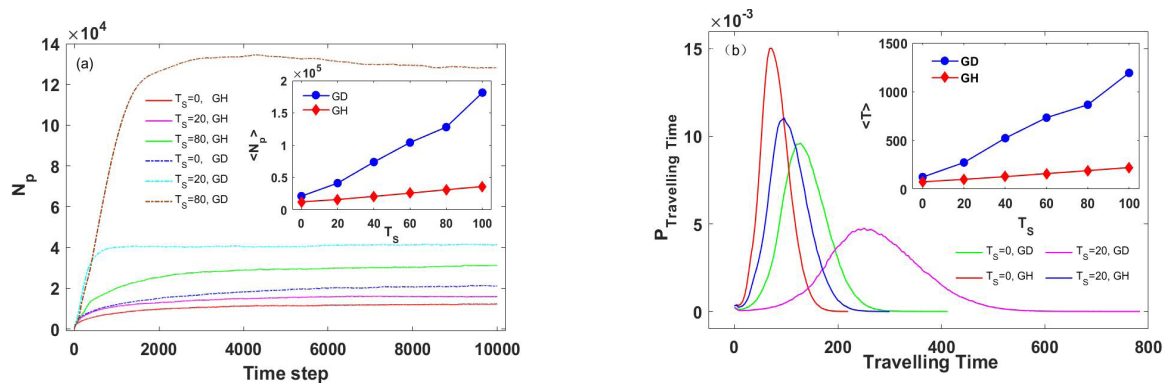 ×10⁴
14
12
10
8
6
4
2
0
N_p
(a)
T_S=0, GH
T_S=20, GH
T_S=80, GH
T_S=0, GD
T_S=20, GD
T_S=80, GD
×10⁵
2
1.5
1
0.5
0
<N_p>
GD
GH
0 20 40 60 80 100
T_S
0 2000 4000 6000 8000 10000
Time step
×10⁻³
15
10
5
0
P_Travelling Time
(b)
1500
1000
500
0
<T>
GD
GH
0 20 40 60 80 100
T_S
T_S=0, GD T_S=20, GD
T_S=0, GH T_S=20, GH
0 200 400 600 800
Travelling Time